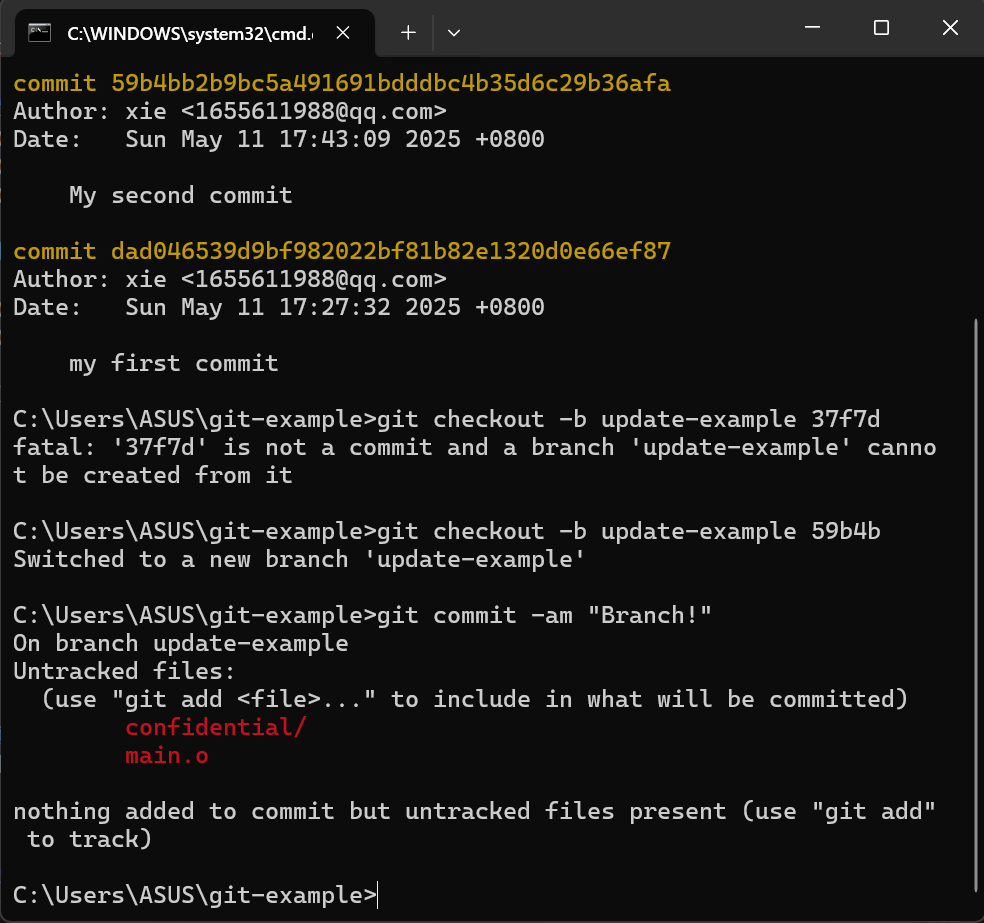 C:\WINDOWS\system32\cmd.
commit 59b4bb2b9bc5a491691bdddbc4b35d6c29b36afa
Author: xie <1655611988@qq.com>
Date:   Sun May 11 17:43:09 2025 +0800
    My second commit
commit dad046539d9bf982022bf81b82e1320d0e66ef87
Author: xie <1655611988@qq.com>
Date:   Sun May 11 17:27:32 2025 +0800
    my first commit
C:\Users\ASUS\git-example>git checkout -b update-example 37f7d
fatal: '37f7d' is not a commit and a branch 'update-example' canno
t be created from it
C:\Users\ASUS\git-example>git checkout -b update-example 59b4b
Switched to a new branch 'update-example'
C:\Users\ASUS\git-example>git commit -am "Branch!"
On branch update-example
Untracked files:
  (use "git add <file>..." to include in what will be committed)
        confidential/
        main.o
nothing added to commit but untracked files present (use "git add"
 to track)
C:\Users\ASUS\git-example>